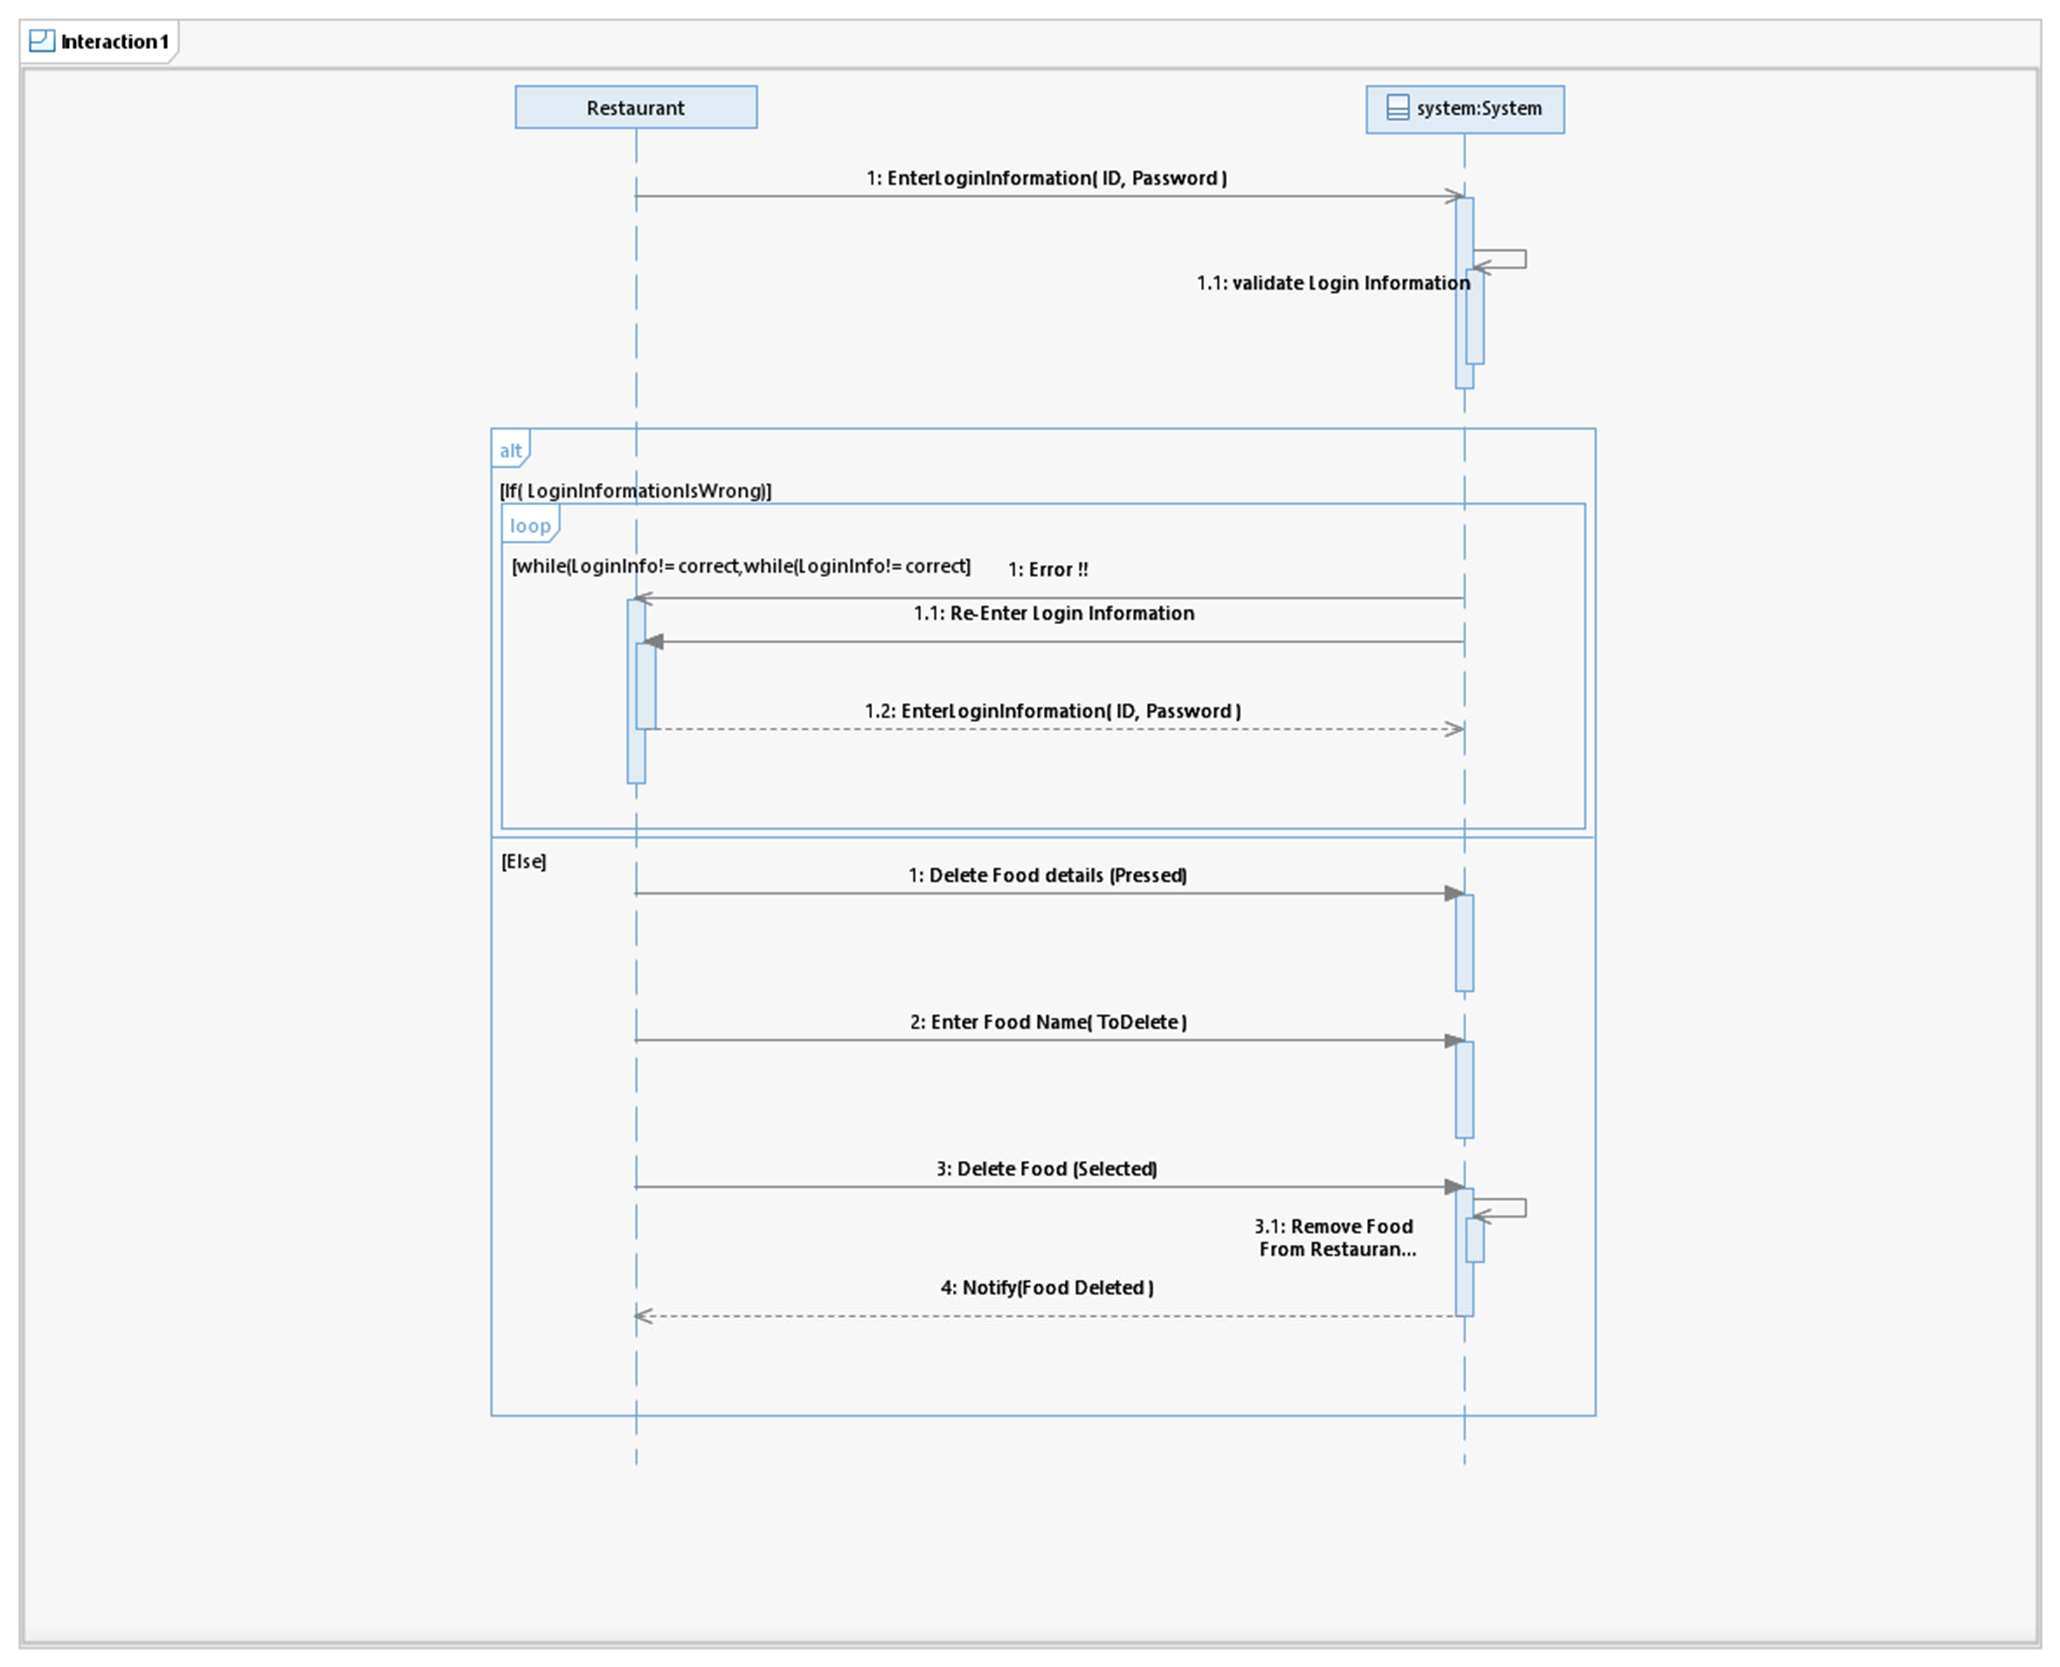 Interaction1
Restaurant
system:System
1: EnterLoginInformation( ID, Password )
1.1: validate Login Information
alt
[If( LoginInformationIsWrong)]
loop
[while(LoginInfo!= correct,while(LoginInfo!= correct]
1: Error !!
1.1: Re-Enter Login Information
1.2: EnterLoginInformation( ID, Password )
[Else]
1: Delete Food details (Pressed)
2: Enter Food Name( ToDelete )
3: Delete Food (Selected)
3.1: Remove Food
From Restauran...
4: Notify(Food Deleted )